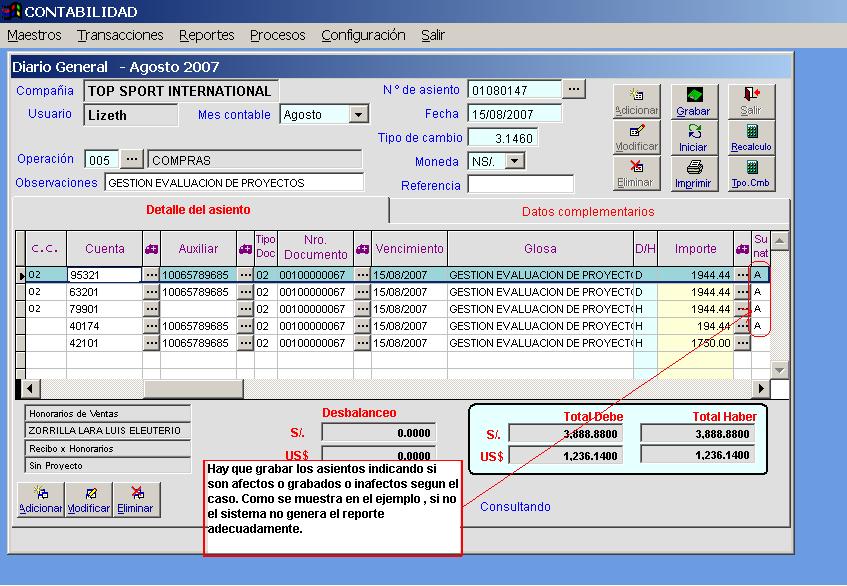 CONTABILIDAD
Maestros Transacciones Reportes Procesos Configuración Salir
Diario General - Agosto 2007
Compañia TOP SPORT INTERNATIONAL N° de asiento 01080147 ...
Usuario Lizeth Mes contable Agosto Fecha 15/08/2007
Tipo de cambio 3.1460
Operación 005 ... COMPRAS Moneda NS/.
Observaciones GESTION EVALUACION DE PROYECTOS Referencia
Adicionar Grabar Salir
Modificar Iniciar Recalculo
Eliminar Imprimir Tpo.Cmb
Detalle del asiento Datos complementarios
C.C. Cuenta Auxiliar Tipo Doc Nro. Documento Vencimiento Glosa D/H Importe Su nat
02 95321 ... 10065789685 ... 02 00100000067 ... 15/08/2007 GESTION EVALUACION DE PROYECTO D 1944.44 ... A
02 63201 ... 10065789685 ... 02 00100000067 ... 15/08/2007 GESTION EVALUACION DE PROYECTO D 1944.44 ... A
02 79901 ... ... 02 00100000067 ... 15/08/2007 GESTION EVALUACION DE PROYECTO H 1944.44 ... A
40174 ... 10065789685 ... 02 00100000067 ... 15/08/2007 GESTION EVALUACION DE PROYECTO H 194.44 ... A
42101 ... 10065789685 ... 02 00100000067 ... 15/08/2007 GESTION EVALUACION DE PROYECTO H 1750.00 ...
Honorarios de Ventas
ZORRILLA LARA LUIS ELEUTERIO
Recibo x Honorarios
Sin Proyecto
Desbalanceo
S/. 0.0000
US$ 0.0000
Total Debe Total Haber
S/. 3,888.8800 3,888.8800
US$ 1,236.1400 1,236.1400
Adicionar Modificar Eliminar
Hay que grabar los asientos indicando si
son afectos o grabados o inafectos segun el
caso. Como se muestra en el ejemplo , si no
el sistema no genera el reporte
adecuadamente.
Consultando